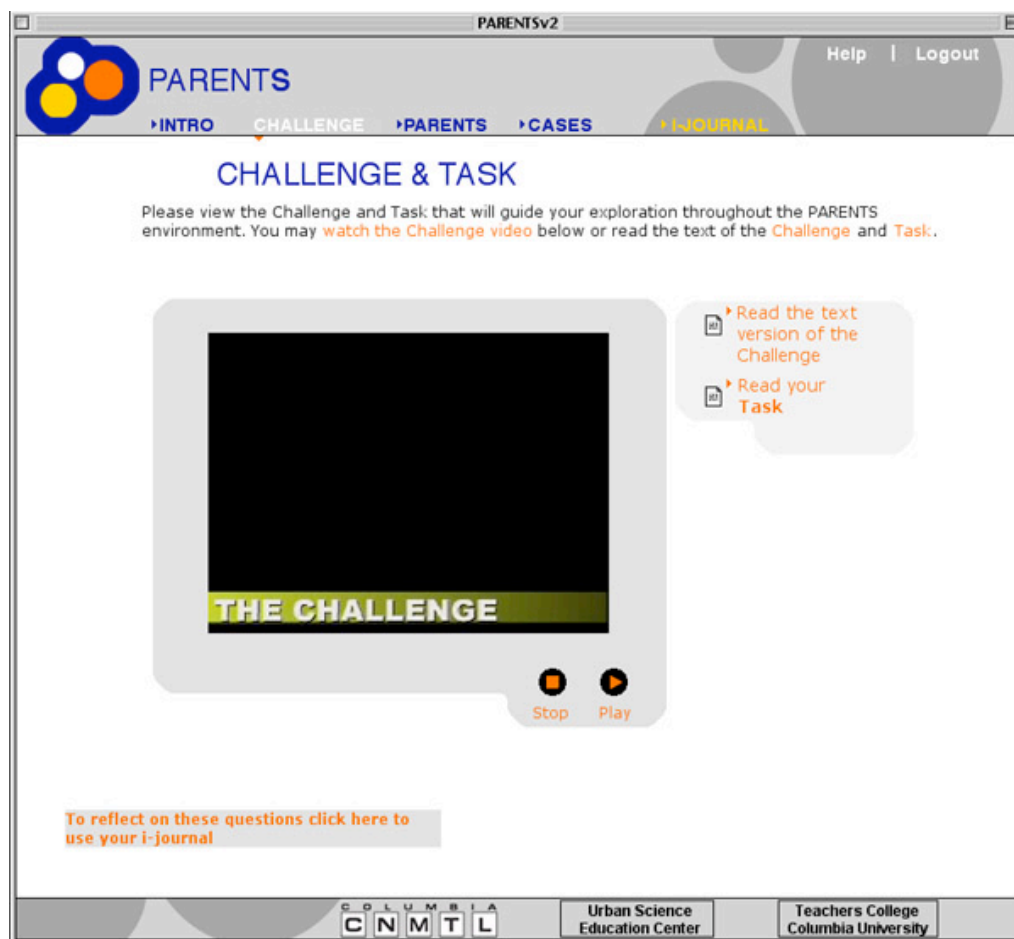 PARENTSv2
Help | Logout
PARENTS
INTRO CHALLENGE PARENTS CASES I-JOURNAL
CHALLENGE & TASK
Please view the Challenge and Task that will guide your exploration throughout the PARENTS
environment. You may watch the Challenge video below or read the text of the Challenge and Task.
Read the text
version of the
Challenge
Read your
Task
THE CHALLENGE
Stop Play
To reflect on these questions click here to
use your i-journal
COLUMBIA
CNMTL
Urban Science
Education Center
Teachers College
Columbia University